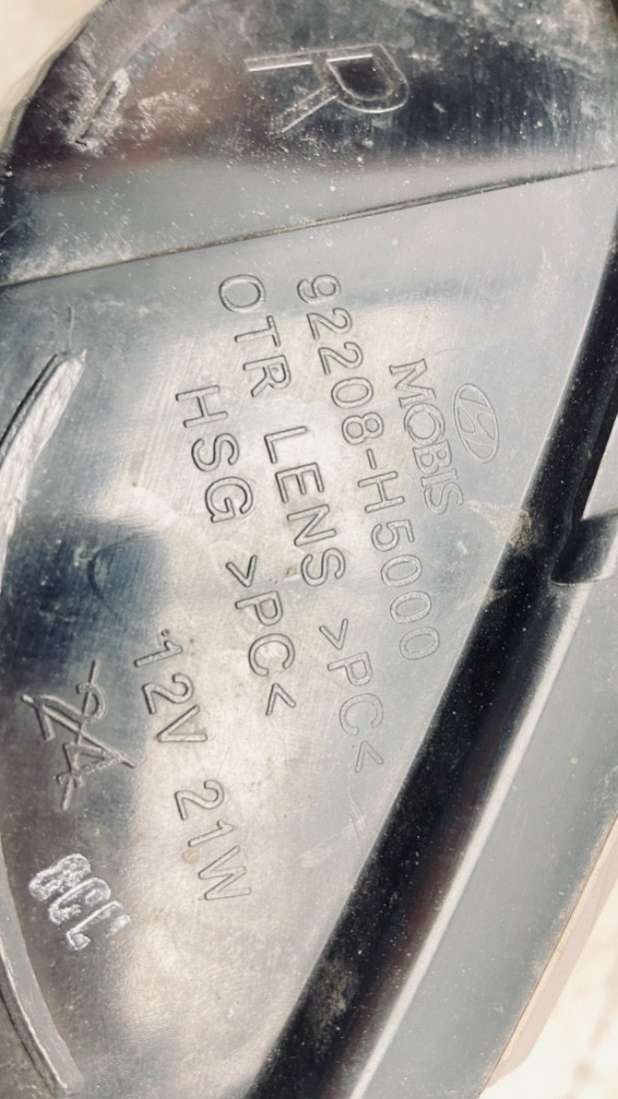 R
MOBIS
92208-H5000
OTR LENS >PC<
HSG >PC<
12V 21W